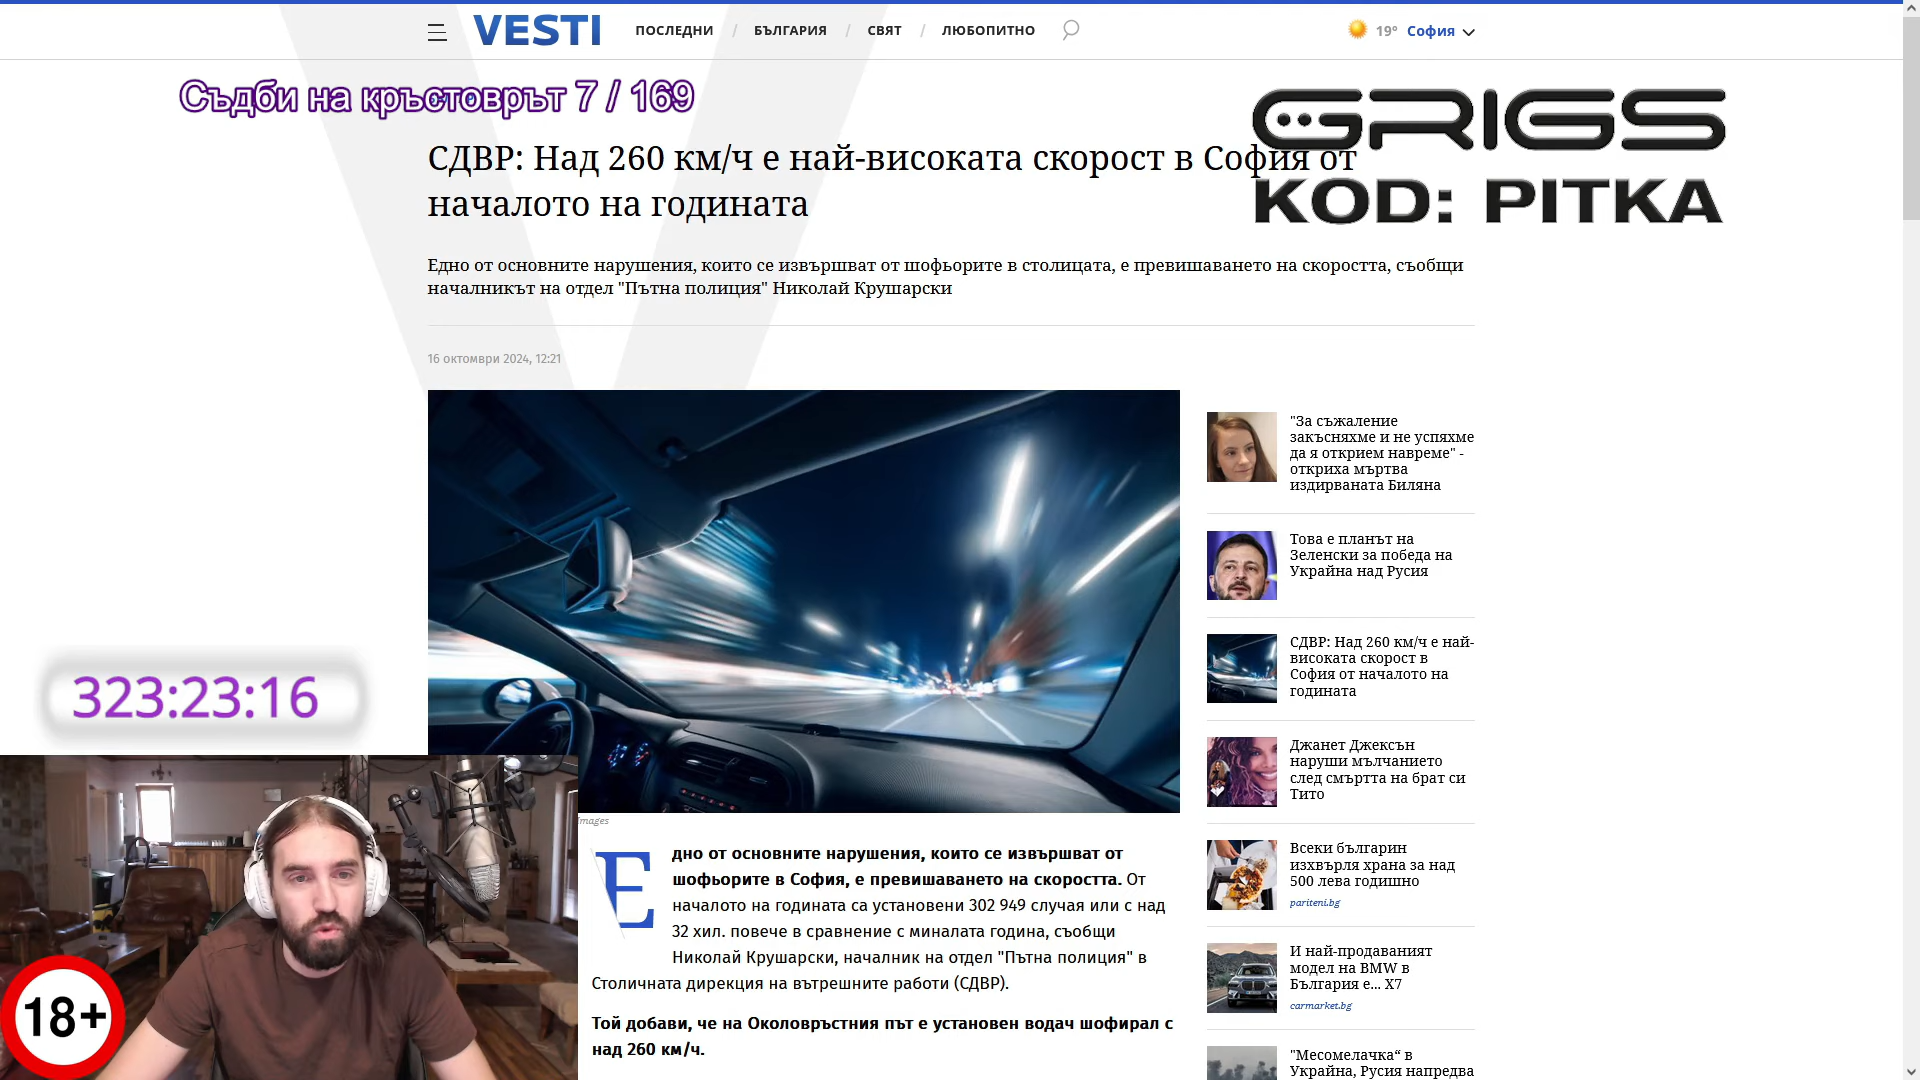 VESTI
ПОСЛЕДНИ / БЪЛГАРИЯ / СВЯТ / ЛЮБОПИТНО
19° София
Съдби на кръстоврът 7 / 169
GRIGS
KOD: PITKA
СДВР: Над 260 км/ч е най-високата скорост в София от
началото на годината
Едно от основните нарушения, които се извършват от шофьорите в столицата, е превишаването на скоростта, съобщи
началникът на отдел "Пътна полиция" Николай Крушарски
16 октомври 2024, 12:21
Images
Едно от основните нарушения, които се извършват от
шофьорите в София, е превишаването на скоростта. От
началото на годината са установени 302 949 случая или с над
32 хил. повече в сравнение с миналата година, съобщи
Николай Крушарски, началник на отдел "Пътна полиция" в
Столичната дирекция на вътрешните работи (СДВР).
Той добави, че на Околовръстния път е установен водач шофирал с
над 260 км/ч.
"За съжаление
закъсняхме и не успяхме
да я открием навреме" -
откриха мъртва
издирваната Биляна
Това е планът на
Зеленски за победа на
Украйна над Русия
СДВР: Над 260 км/ч е най-
високата скорост в
София от началото на
годината
Джанет Джексън
наруши мълчанието
след смъртта на брат си
Тито
Всеки българин
изхвърля храна за над
500 лева годишно
pariteni.bg
И най-продаваният
модел на BMW в
България е... X7
carmarket.bg
"Месомелачка“ в
Украйна, Русия напредва
323:23:16
18+